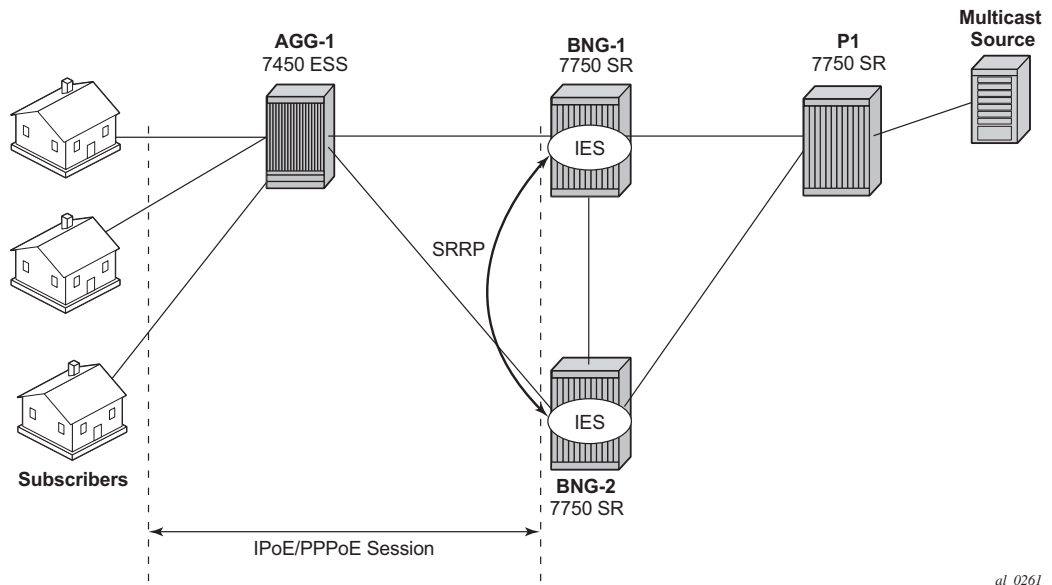 AGG-1
7450 ESS
BNG-1
7750 SR
P1
7750 SR
Multicast
Source
IES
SRRP
IES
Subscribers
BNG-2
7750 SR
IPoE/PPPoE Session
al_0261